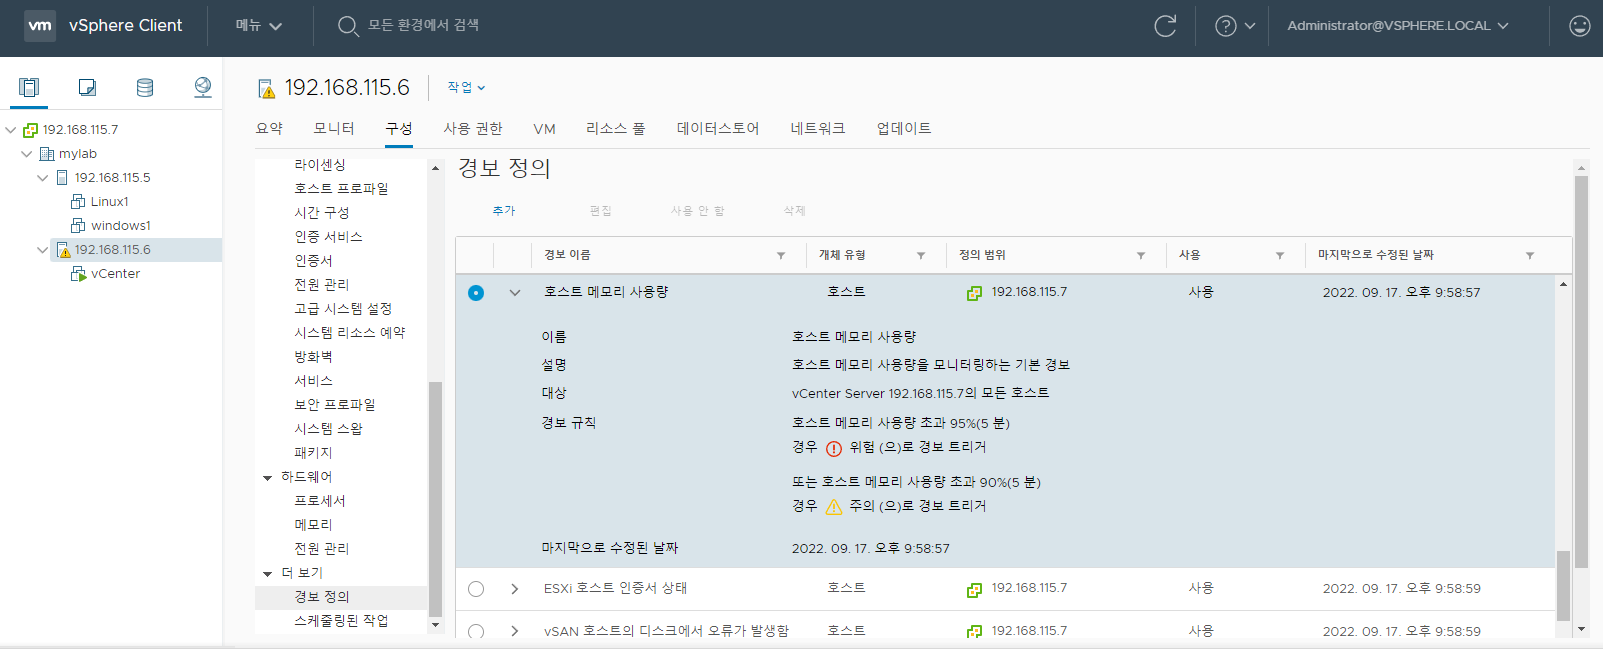 vm vSphere Client 메뉴 모든 환경에서 검색 Administrator@VSPHERE.LOCAL
192.168.115.7
mylab
192.168.115.5
Linux1
windows1
192.168.115.6
vCenter
192.168.115.6 작업
요약 모니터 구성 사용 권한 VM 리소스 풀 데이터스토어 네트워크 업데이트
라이센싱
호스트 프로파일
시간 구성
인증 서비스
인증서
전원 관리
고급 시스템 설정
시스템 리소스 예약
방화벽
서비스
보안 프로파일
시스템 스왑
패키지
하드웨어
프로세서
메모리
전원 관리
더 보기
경보 정의
스케줄링된 작업
경보 정의
추가 편집 사용 안 함 삭제
경보 이름 개체 유형 정의 범위 사용 마지막으로 수정된 날짜
호스트 메모리 사용량 호스트 192.168.115.7 사용 2022. 09. 17. 오후 9:58:57
이름 호스트 메모리 사용량
설명 호스트 메모리 사용량을 모니터링하는 기본 경보
대상 vCenter Server 192.168.115.7의 모든 호스트
경보 규칙 호스트 메모리 사용량 초과 95%(5 분)
경우 위험 (으)로 경보 트리거
또는 호스트 메모리 사용량 초과 90%(5 분)
경우 주의 (으)로 경보 트리거
마지막으로 수정된 날짜 2022. 09. 17. 오후 9:58:57
ESXi 호스트 인증서 상태 호스트 192.168.115.7 사용 2022. 09. 17. 오후 9:58:59
vSAN 호스트의 디스크에서 오류가 발생함 호스트 192.168.115.7 사용 2022. 09. 17. 오후 9:58:59